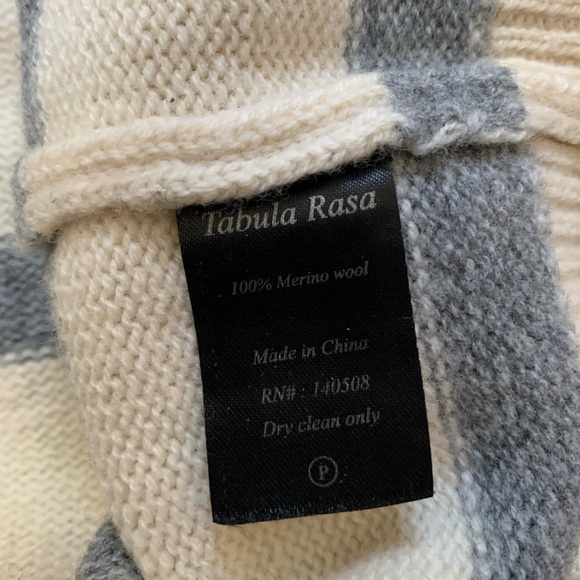 Tabula Rasa
100% Merino wool
Made in China
RN# : 140508
Dry clean only
P